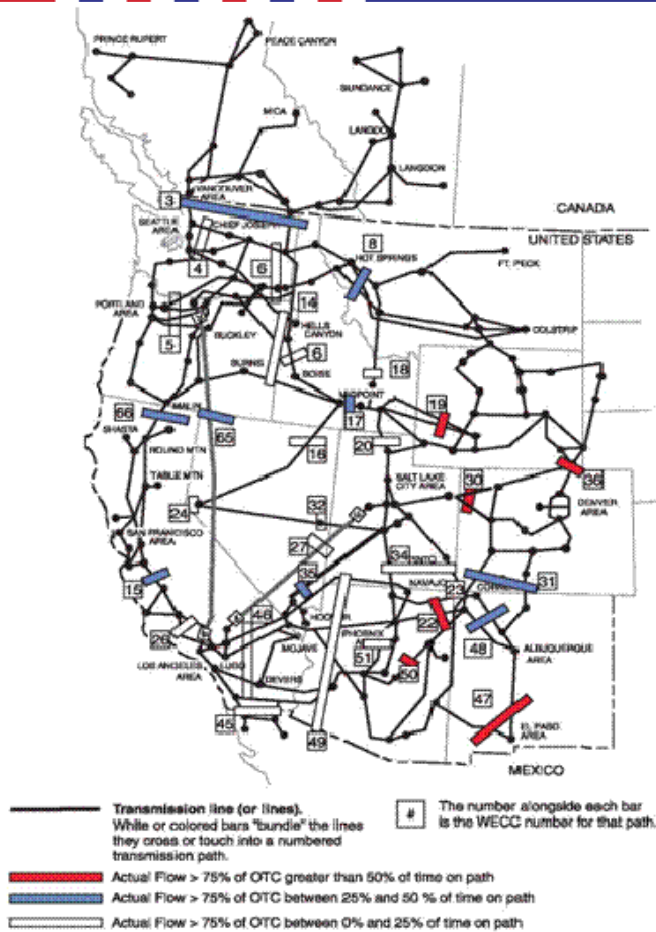 PRINCE RUPERT
PEACE CANYON
SUNDANCE
MICA
LANGDON
3
VANCOUVER
AREA
CANADA
SEATTLE
AREA
CHIEF JOSEPH
UNITED STATES
8
HOT SPRINGS
4
6
FT. PECK
14
PORTLAND
AREA
HELLS
CANYON
COLSTRIP
BUCKLEY
5
6
BURNS
BOISE
18
MIDPOINT
66
MALIN
19
17
SHASTA
65
ROUND MTN
16
20
TABLE MTN
SALT LAKE
CITY AREA
30
36
24
32
DENVER
AREA
SAN FRANCISCO
AREA
27
34
35
NAVAJO
23
31
15
46
22
HOOVER
PHOENIX
26
MOJAVE
51
48
ALBUQUERQUE
AREA
LOS ANGELES
AREA
LUGO
50
DEVERS
47
45
EL PASO
AREA
49
MEXICO
Transmission line (or lines).
White or colored bars "bundle" the lines
they cross or touch into a numbered
transmission path.
#
The number alongside each bar
is the WECC number for that path.
Actual Flow > 75% of OTC greater than 50% of time on path
Actual Flow > 75% of OTC between 25% and 50 % of time on path
Actual Flow > 75% of OTC between 0% and 25% of time on path